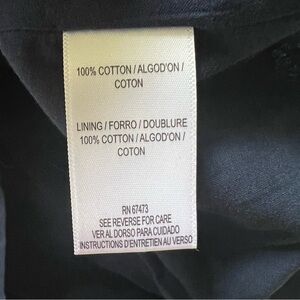 100% COTTON / ALGOD'ON /
COTON
LINING / FORRO / DOUBLURE
100% COTTON / ALGOD'ON /
COTON
RN 67473
SEE REVERSE FOR CARE
VER AL DORSO PARA CUIDADO
INSTRUCTIONS D'ENTRETIEN AU VERSO